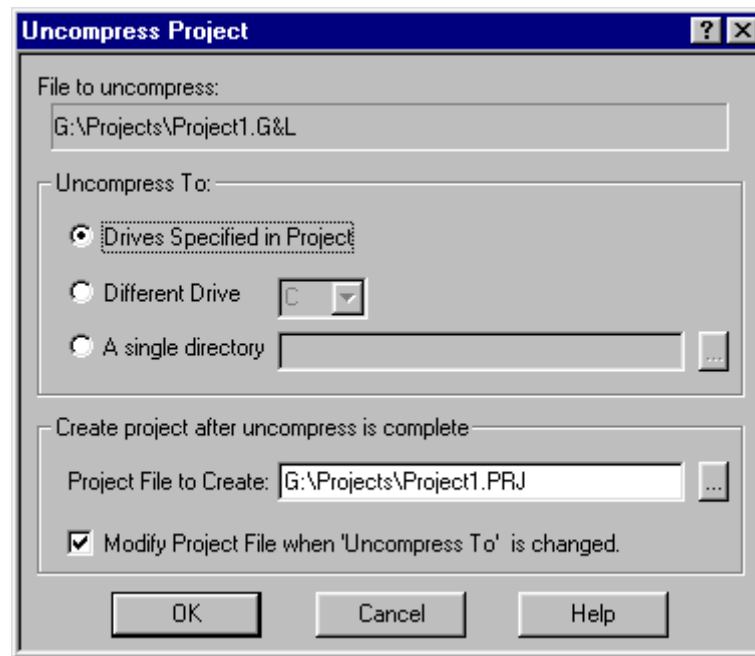 Uncompress Project
File to uncompress:
G:\Projects\Project1.G&L
Uncompress To:
Drives Specified in Project
Different Drive C
A single directory ...
Create project after uncompress is complete
Project File to Create: G:\Projects\Project1.PRJ ...
Modify Project File when 'Uncompress To' is changed.
OK Cancel Help